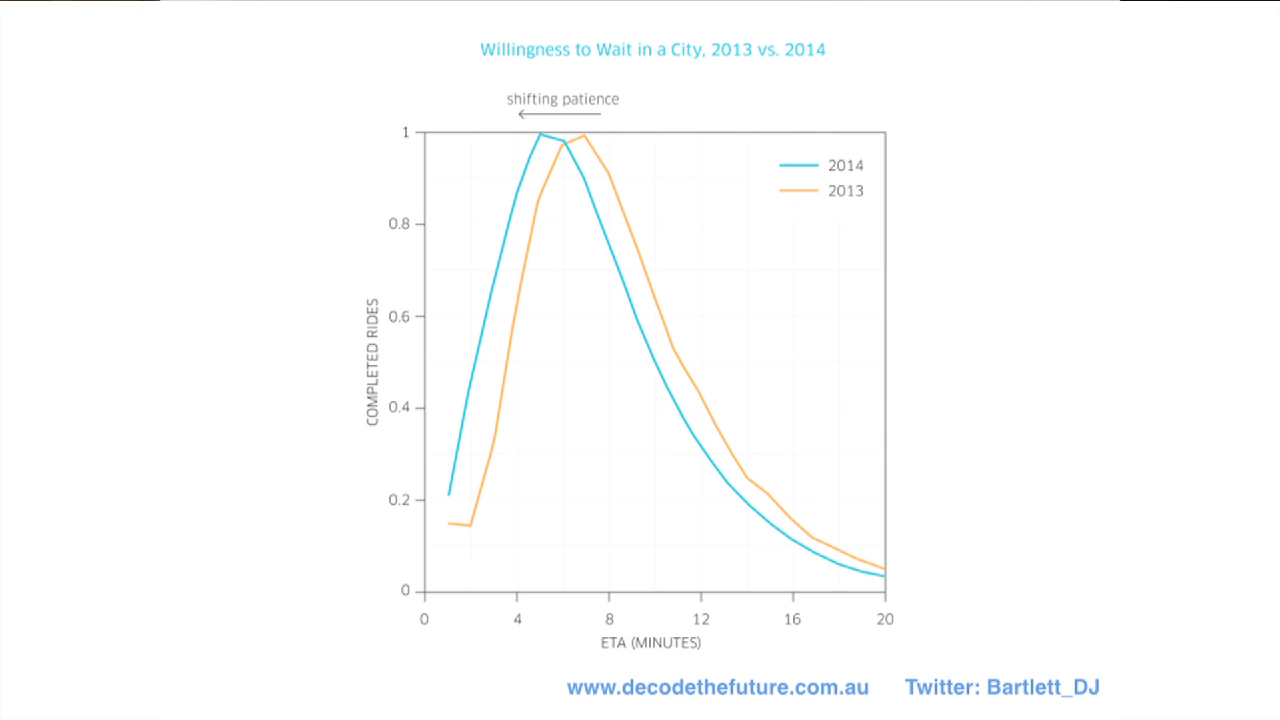 Willingness to Wait in a City, 2013 vs. 2014
shifting patience
1
0.8
0.6
0.4
0.2
0
COMPLETED RIDES
2014
2013
0 4 8 12 16 20
ETA (MINUTES)
www.decodethefuture.com.au Twitter: Bartlett_DJ